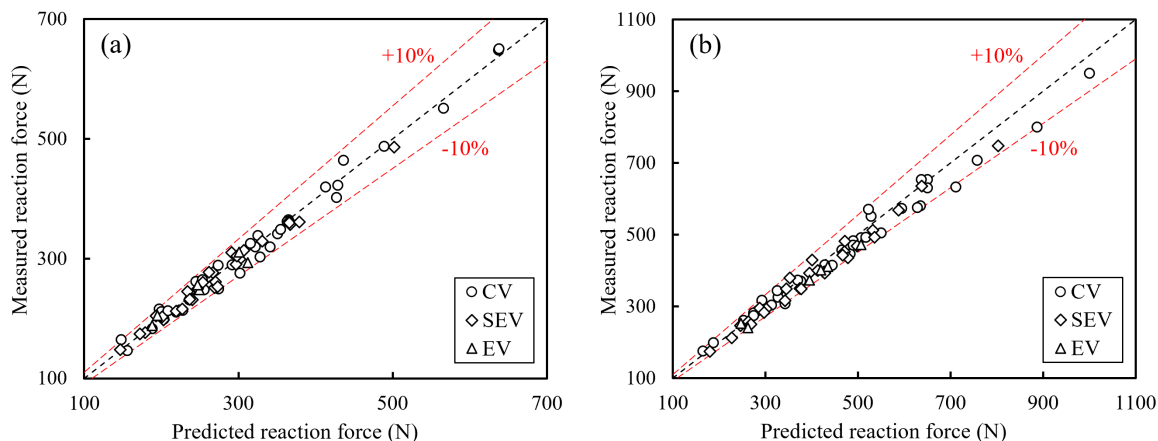 (a)
+10%
-10%
CV
SEV
EV
700
500
300
100
100
300
500
700
Measured reaction force (N)
Predicted reaction force (N)
(b)
+10%
-10%
CV
SEV
EV
1100
900
700
500
300
100
100
300
500
700
900
1100
Measured reaction force (N)
Predicted reaction force (N)